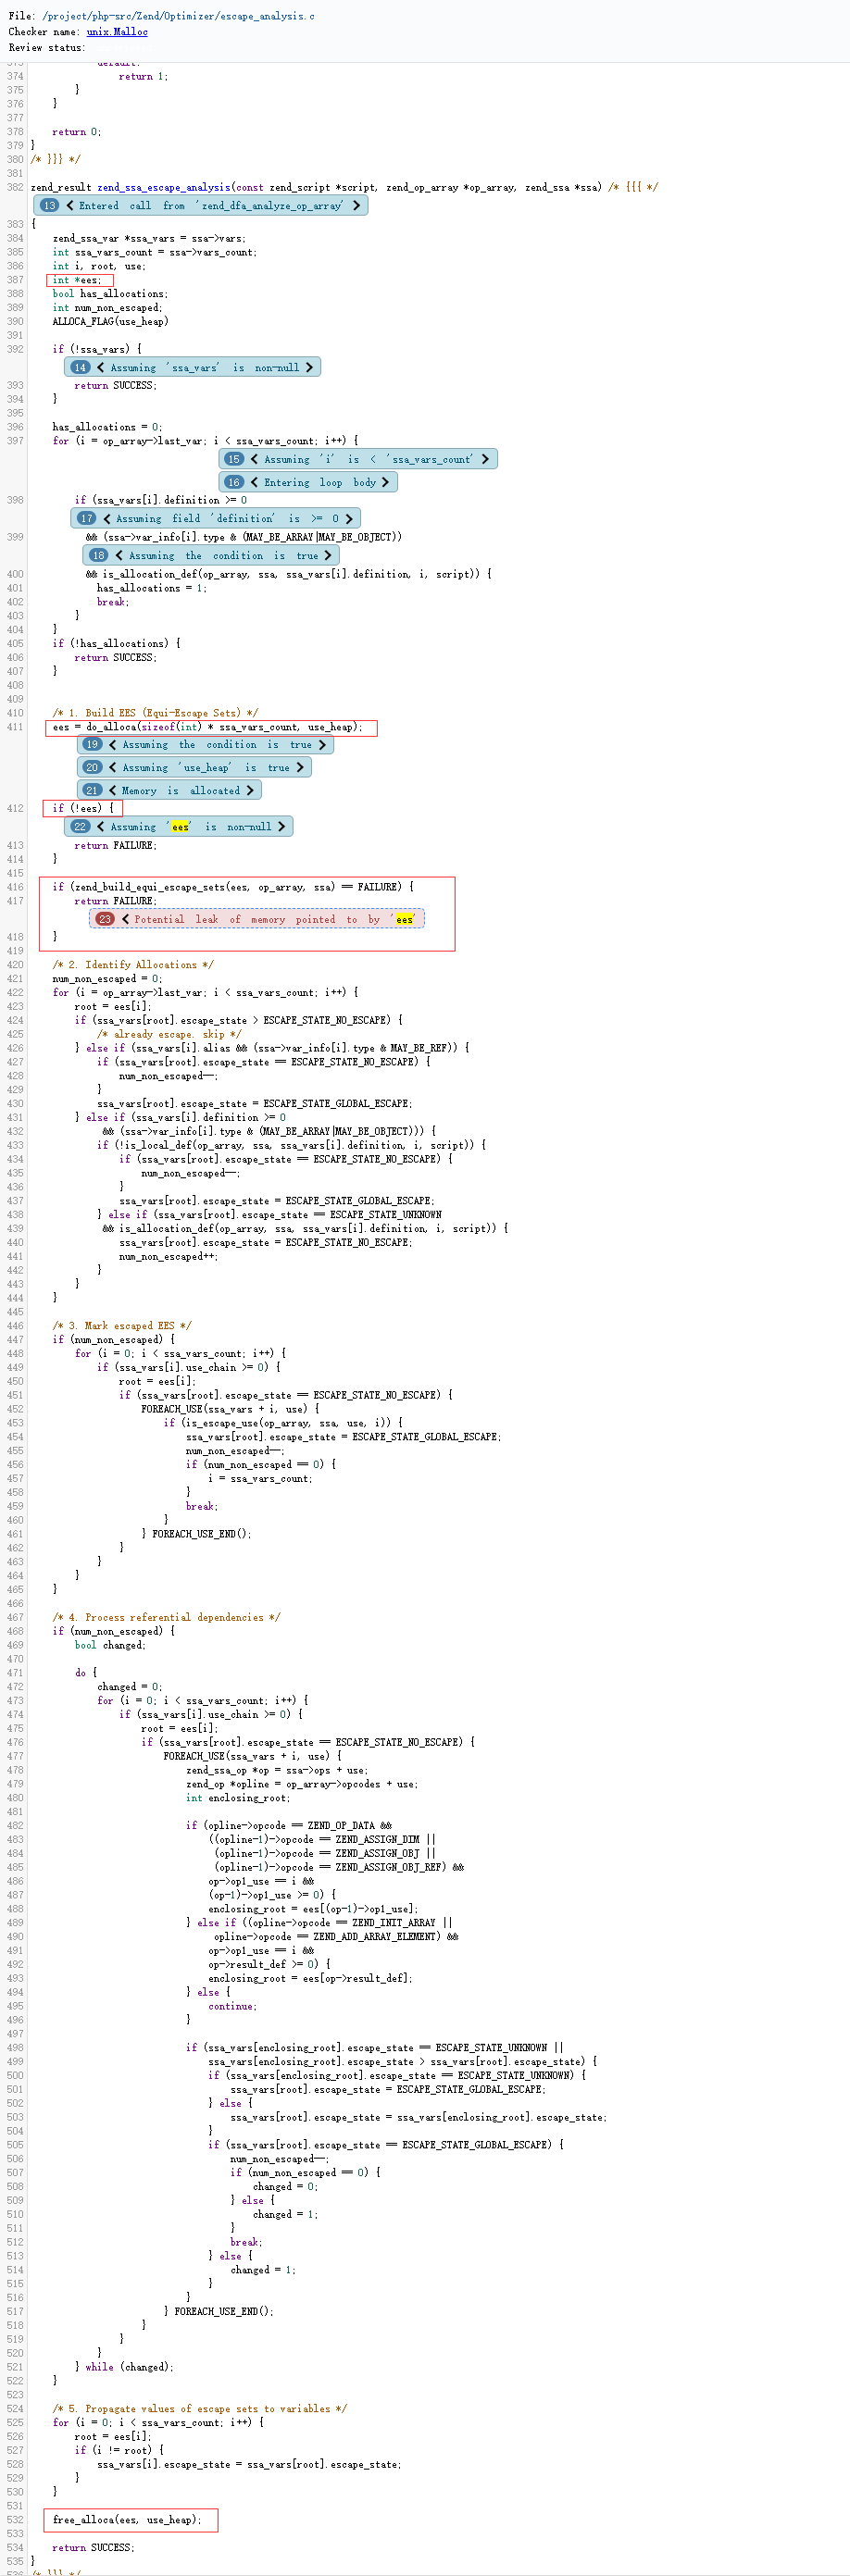 File: /project/php-src/Zend/Optimizer/escape_analysis.c
Checker name: unix.Malloc
Review status:
373 default:
374 return 1;
375 }
376 }
377
378 return 0;
379 }
380 /* }}} */
381
382 zend_result zend_ssa_escape_analysis(const zend_script *script, zend_op_array *op_array, zend_ssa *ssa) /* {{{ */
13 < Entered call from 'zend_dfa_analyze_op_array' >
383 {
384 zend_ssa_var *ssa_vars = ssa->vars;
385 int ssa_vars_count = ssa->vars_count;
386 int i, root, use;
387 int *ees;
388 bool has_allocations;
389 int num_non_escaped;
390 ALLOCA_FLAG(use_heap)
391
392 if (!ssa_vars) {
14 < Assuming 'ssa_vars' is non-null >
393 return SUCCESS;
394 }
395
396 has_allocations = 0;
397 for (i = op_array->last_var; i < ssa_vars_count; i++) {
15 < Assuming 'i' is < 'ssa_vars_count' >
16 < Entering loop body >
398 if (ssa_vars[i].definition >= 0
17 < Assuming field 'definition' is >= 0 >
399 && (ssa->var_info[i].type & (MAY_BE_ARRAY|MAY_BE_OBJECT))
18 < Assuming the condition is true >
400 && is_allocation_def(op_array, ssa, ssa_vars[i].definition, i, script)) {
401 has_allocations = 1;
402 break;
403 }
404 }
405 if (!has_allocations) {
406 return SUCCESS;
407 }
408
409
410 /* 1. Build EES (Equi-Escape Sets) */
411 ees = do_alloca(sizeof(int) * ssa_vars_count, use_heap);
19 < Assuming the condition is true >
20 < Assuming 'use_heap' is true >
21 < Memory is allocated >
412 if (!ees) {
22 < Assuming 'ees' is non-null >
413 return FAILURE;
414 }
415
416 if (zend_build_equi_escape_sets(ees, op_array, ssa) == FAILURE) {
417 return FAILURE;
23 < Potential leak of memory pointed to by 'ees'
418 }
419
420 /* 2. Identify Allocations */
421 num_non_escaped = 0;
422 for (i = op_array->last_var; i < ssa_vars_count; i++) {
423 root = ees[i];
424 if (ssa_vars[root].escape_state > ESCAPE_STATE_NO_ESCAPE) {
425 /* already escape. skip */
426 } else if (ssa_vars[i].alias && (ssa->var_info[i].type & MAY_BE_REF)) {
427 if (ssa_vars[root].escape_state == ESCAPE_STATE_NO_ESCAPE) {
428 num_non_escaped--;
429 }
430 ssa_vars[root].escape_state = ESCAPE_STATE_GLOBAL_ESCAPE;
431 } else if (ssa_vars[i].definition >= 0
432 && (ssa->var_info[i].type & (MAY_BE_ARRAY|MAY_BE_OBJECT))) {
433 if (!is_local_def(op_array, ssa, ssa_vars[i].definition, i, script)) {
434 if (ssa_vars[root].escape_state == ESCAPE_STATE_NO_ESCAPE) {
435 num_non_escaped--;
436 }
437 ssa_vars[root].escape_state = ESCAPE_STATE_GLOBAL_ESCAPE;
438 } else if (ssa_vars[root].escape_state == ESCAPE_STATE_UNKNOWN
439 && is_allocation_def(op_array, ssa, ssa_vars[i].definition, i, script)) {
440 ssa_vars[root].escape_state = ESCAPE_STATE_NO_ESCAPE;
441 num_non_escaped++;
442 }
443 }
444 }
445
446 /* 3. Mark escaped EES */
447 if (num_non_escaped) {
448 for (i = 0; i < ssa_vars_count; i++) {
449 if (ssa_vars[i].use_chain >= 0) {
450 root = ees[i];
451 if (ssa_vars[root].escape_state == ESCAPE_STATE_NO_ESCAPE) {
452 FOREACH_USE(ssa_vars + i, use) {
453 if (is_escape_use(op_array, ssa, use, i)) {
454 ssa_vars[root].escape_state = ESCAPE_STATE_GLOBAL_ESCAPE;
455 num_non_escaped--;
456 if (num_non_escaped == 0) {
457 i = ssa_vars_count;
458 }
459 break;
460 }
461 } FOREACH_USE_END();
462 }
463 }
464 }
465 }
466
467 /* 4. Process referential dependencies */
468 if (num_non_escaped) {
469 bool changed;
470
471 do {
472 changed = 0;
473 for (i = 0; i < ssa_vars_count; i++) {
474 if (ssa_vars[i].use_chain >= 0) {
475 root = ees[i];
476 if (ssa_vars[root].escape_state == ESCAPE_STATE_NO_ESCAPE) {
477 FOREACH_USE(ssa_vars + i, use) {
478 zend_ssa_op *op = ssa->ops + use;
479 zend_op *opline = op_array->opcodes + use;
480 int enclosing_root;
481
482 if (opline->opcode == ZEND_OP_DATA &&
483 ((opline-1)->opcode == ZEND_ASSIGN_DIM ||
484 (opline-1)->opcode == ZEND_ASSIGN_OBJ ||
485 (opline-1)->opcode == ZEND_ASSIGN_OBJ_REF) &&
486 op->op1_use == i &&
487 (op-1)->op1_use >= 0) {
488 enclosing_root = ees[(op-1)->op1_use];
489 } else if ((opline->opcode == ZEND_INIT_ARRAY ||
490 opline->opcode == ZEND_ADD_ARRAY_ELEMENT) &&
491 op->op1_use == i &&
492 op->result_def >= 0) {
493 enclosing_root = ees[op->result_def];
494 } else {
495 continue;
496 }
497
498 if (ssa_vars[enclosing_root].escape_state == ESCAPE_STATE_UNKNOWN ||
499 ssa_vars[enclosing_root].escape_state > ssa_vars[root].escape_state) {
500 if (ssa_vars[enclosing_root].escape_state == ESCAPE_STATE_UNKNOWN) {
501 ssa_vars[root].escape_state = ESCAPE_STATE_GLOBAL_ESCAPE;
502 } else {
503 ssa_vars[root].escape_state = ssa_vars[enclosing_root].escape_state;
504 }
505 if (ssa_vars[root].escape_state == ESCAPE_STATE_GLOBAL_ESCAPE) {
506 num_non_escaped--;
507 if (num_non_escaped == 0) {
508 changed = 0;
509 } else {
510 changed = 1;
511 }
512 break;
513 } else {
514 changed = 1;
515 }
516 }
517 } FOREACH_USE_END();
518 }
519 }
520 }
521 } while (changed);
522 }
523
524 /* 5. Propagate values of escape sets to variables */
525 for (i = 0; i < ssa_vars_count; i++) {
526 root = ees[i];
527 if (i != root) {
528 ssa_vars[i].escape_state = ssa_vars[root].escape_state;
529 }
530 }
531
532 free_alloca(ees, use_heap);
533
534 return SUCCESS;
535 }
536 /* }}} */